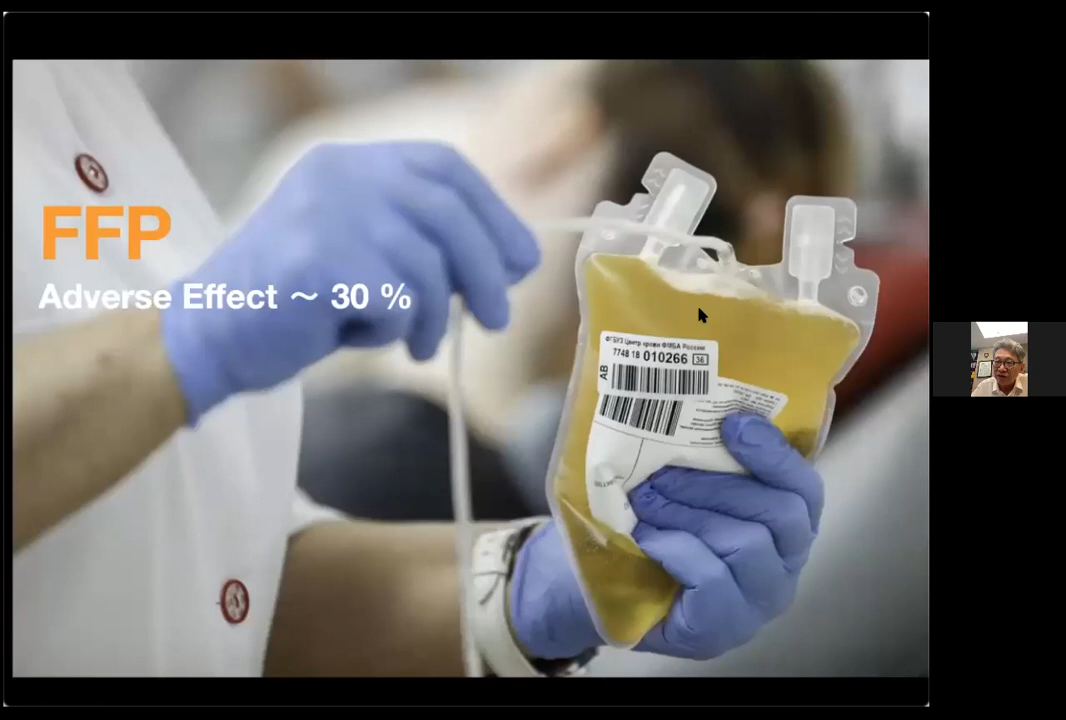 FFP
Adverse Effect ~ 30 %
ФГБУЗ Центр крови ФМБА России
7748 18 010266 36
AB